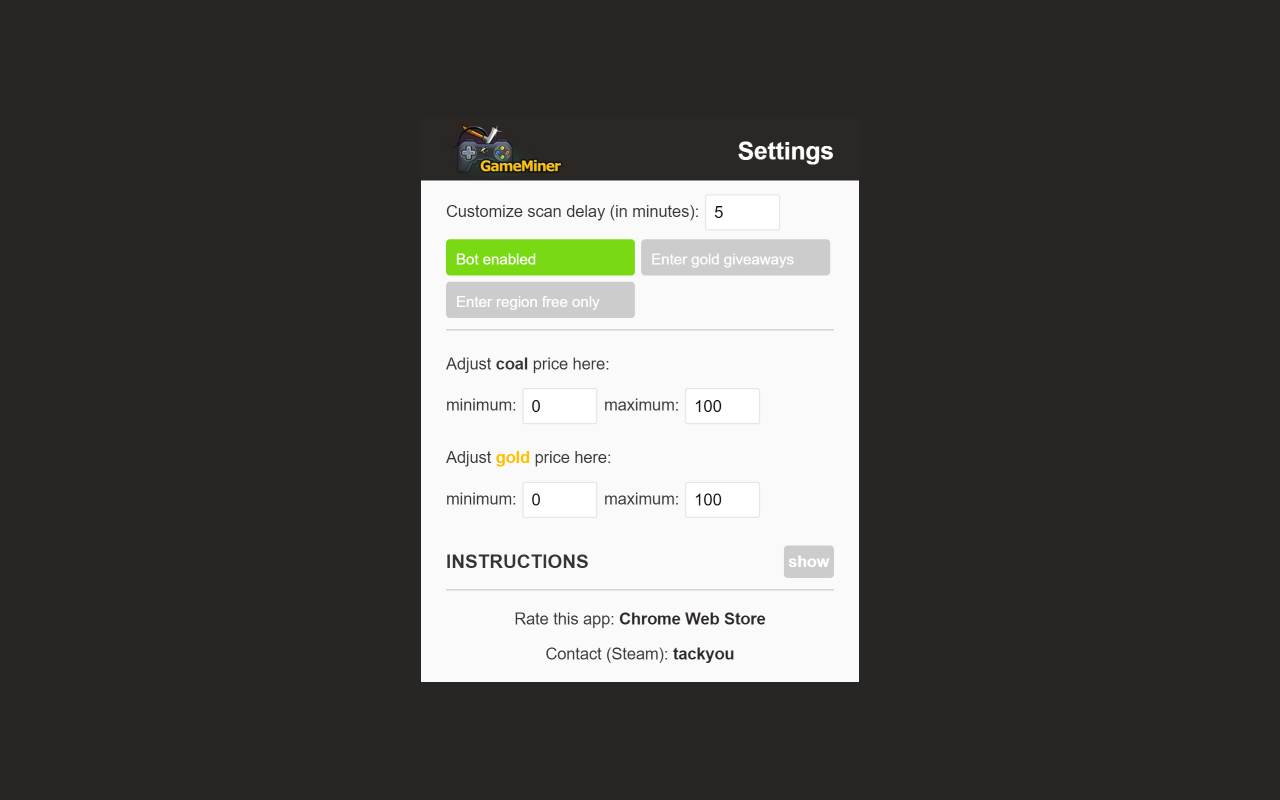 GameMiner
Settings
Customize scan delay (in minutes): 5
Bot enabled Enter gold giveaways
Enter region free only
Adjust coal price here:
minimum: 0 maximum: 100
Adjust gold price here:
minimum: 0 maximum: 100
INSTRUCTIONS show
Rate this app: Chrome Web Store
Contact (Steam): tackyou